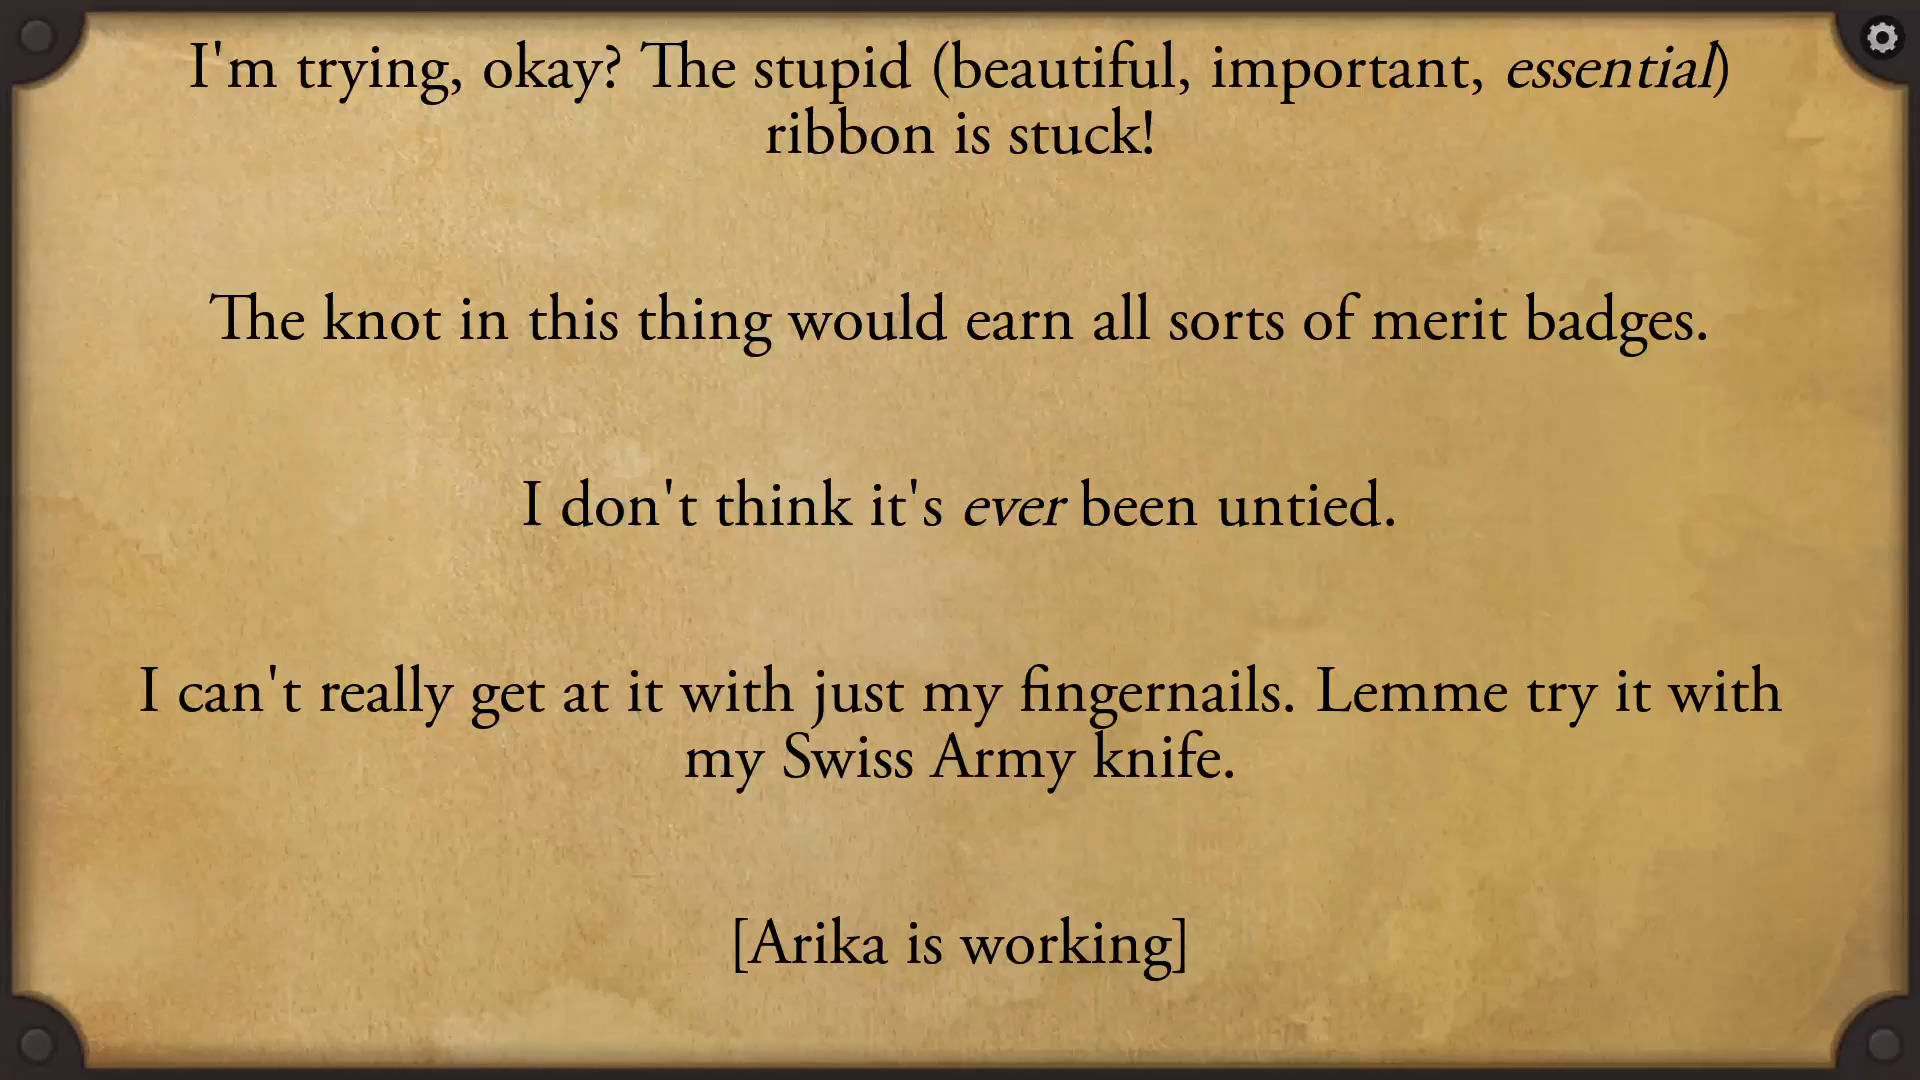 I'm trying, okay? The stupid (beautiful, important, essential)
ribbon is stuck!
The knot in this thing would earn all sorts of merit badges.
I don't think it's ever been untied.
I can't really get at it with just my fingernails. Lemme try it with
my Swiss Army knife.
[Arika is working]